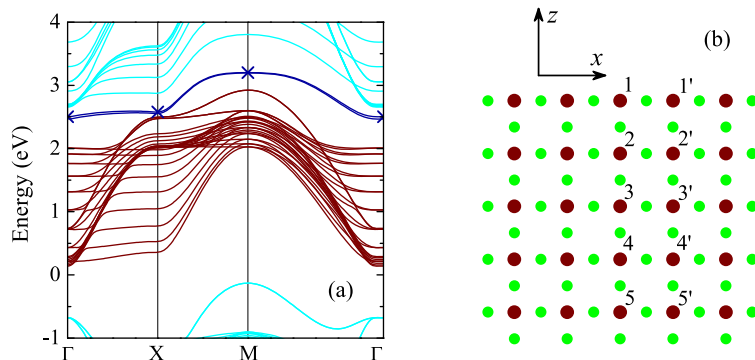 4
3
2
1
0
-1
Energy (eV)
Γ X M Γ
(a)
z
x
(b)
1 1'
2 2'
3 3'
4 4'
5 5'